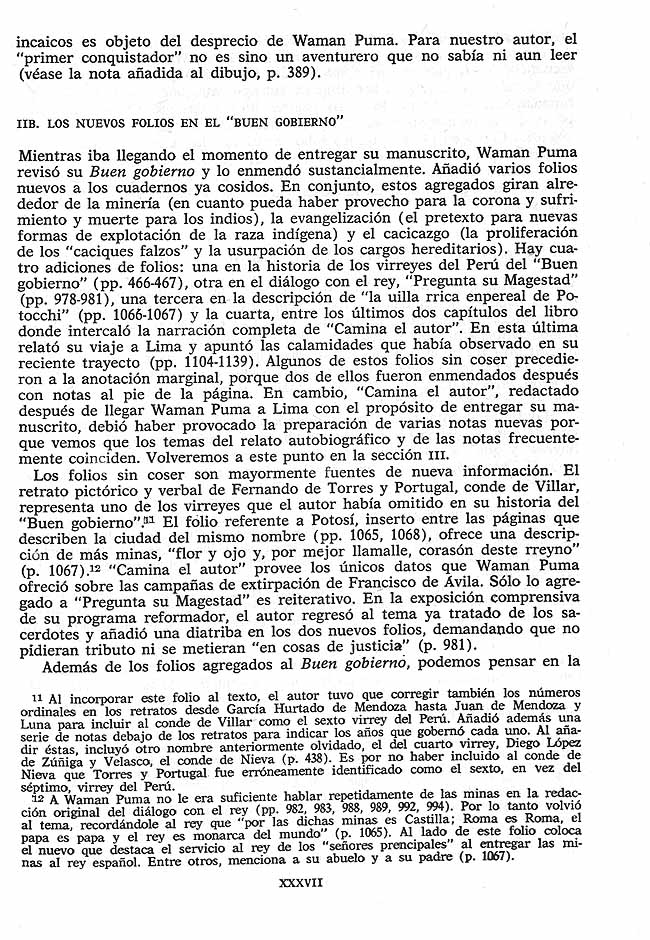 incaicos es objeto del desprecio de Waman Puma. Para nuestro autor, el
"primer conquistador" no es sino un aventurero que no sabía ni aun leer
(véase la nota añadida al dibujo, p. 389).
IIB. LOS NUEVOS FOLIOS EN EL "BUEN GOBIERNO"
Mientras iba llegando el momento de entregar su manuscrito, Waman Puma
revisó su Buen gobierno y lo enmendó sustancialmente. Añadió varios folios
nuevos a los cuadernos ya cosidos. En conjunto, estos agregados giran alre-
dedor de la minería (en cuanto pueda haber provecho para la corona y sufri-
miento y muerte para los indios), la evangelización (el pretexto para nuevas
formas de explotación de la raza indígena) y el cacicazgo (la proliferación
de los "caciques falzos" y la usurpación de los cargos hereditarios). Hay cua-
tro adiciones de folios: una en la historia de los virreyes del Perú del "Buen
gobierno" (pp. 466-467), otra en el diálogo con el rey, "Pregunta su Magestad"
(pp. 978-981), una tercera en la descripción de "la uilla rrica enpereal de Po-
tocchi" (pp. 1066-1067) y la cuarta, entre los últimos dos capítulos del libro
donde intercaló la narración completa de "Camina el autor". En esta última
relató su viaje a Lima y apuntó las calamidades que había observado en su
reciente trayecto (pp. 1104-1139). Algunos de estos folios sin coser precedie-
ron a la anotación marginal, porque dos de ellos fueron enmendados después
con notas al pie de la página. En cambio, "Camina el autor", redactado
después de llegar Waman Puma a Lima con el propósito de entregar su ma-
nuscrito, debió haber provocado la preparación de varias notas nuevas por-
que vemos que los temas del relato autobiográfico y de las notas frecuente-
mente coinciden. Volveremos a este punto en la sección III.
Los folios sin coser son mayormente fuentes de nueva información. El
retrato pictórico y verbal de Fernando de Torres y Portugal, conde de Villar,
representa uno de los virreyes que el autor había omitido en su historia del
"Buen gobierno".11 El folio referente a Potosí, inserto entre las páginas que
describen la ciudad del mismo nombre (pp. 1065, 1068), ofrece una descrip-
ción de más minas, "flor y ojo y, por mejor llamalle, corasón deste rreyno"
(p. 1067).12 "Camina el autor" provee los únicos datos que Waman Puma
ofreció sobre las campañas de extirpación de Francisco de Ávila. Sólo lo agre-
gado a "Pregunta su Magestad" es reiterativo. En la exposición comprensiva
de su programa reformador, el autor regresó al tema ya tratado de los sa-
cerdotes y añadió una diatriba en los dos nuevos folios, demandando que no
pidieran tributo ni se metieran "en cosas de justicia" (p. 981).
Además de los folios agregados al Buen gobierno, podemos pensar en la
11 Al incorporar este folio al texto, el autor tuvo que corregir también los números
ordinales en los retratos desde García Hurtado de Mendoza hasta Juan de Mendoza y
Luna para incluir al conde de Villar como el sexto virrey del Perú. Añadió además una
serie de notas debajo de los retratos para indicar los años que gobernó cada uno. Al aña-
dir éstas, incluyó otro nombre anteriormente olvidado, el del cuarto virrey, Diego López
de Zúñiga y Velasco, el conde de Nieva (p. 438). Es por no haber incluido al conde de
Nieva que Torres y Portugal fue erróneamente identificado como el sexto, en vez del
séptimo, virrey del Perú.
12 A Waman Puma no le era suficiente hablar repetidamente de las minas en la redac-
ción original del diálogo con el rey (pp. 982, 983, 988, 989, 992, 994). Por lo tanto volvió
al tema, recordándole al rey que "por las dichas minas es Castilla; Roma es Roma, el
papa es papa y el rey es monarca del mundo" (p. 1065). Al lado de este folio coloca
el nuevo que destaca el servicio al rey de los "señores prencipales" al entregar las mi-
nas al rey español. Entre otros, menciona a su abuelo y a su padre (p. 1067).
XXXVII